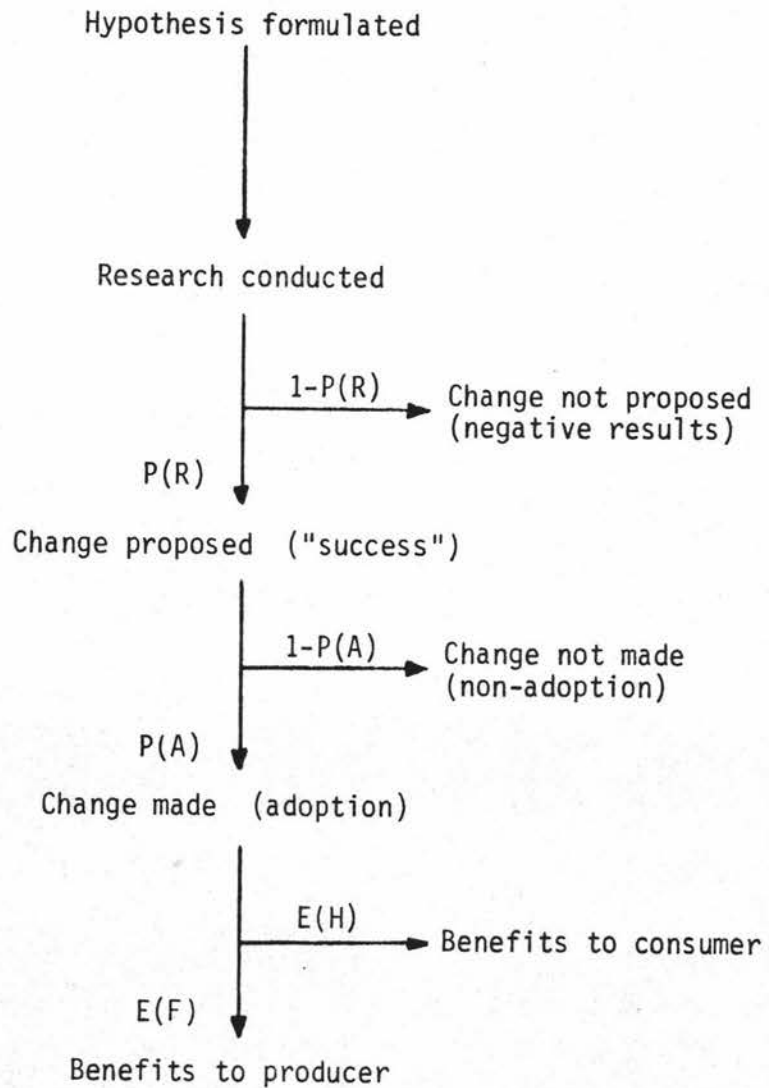 Hypothesis formulated
Research conducted
1-P(R)
Change not proposed
(negative results)
P(R)
Change proposed ("success")
1-P(A)
Change not made
(non-adoption)
P(A)
Change made (adoption)
E(H)
Benefits to consumer
E(F)
Benefits to producer